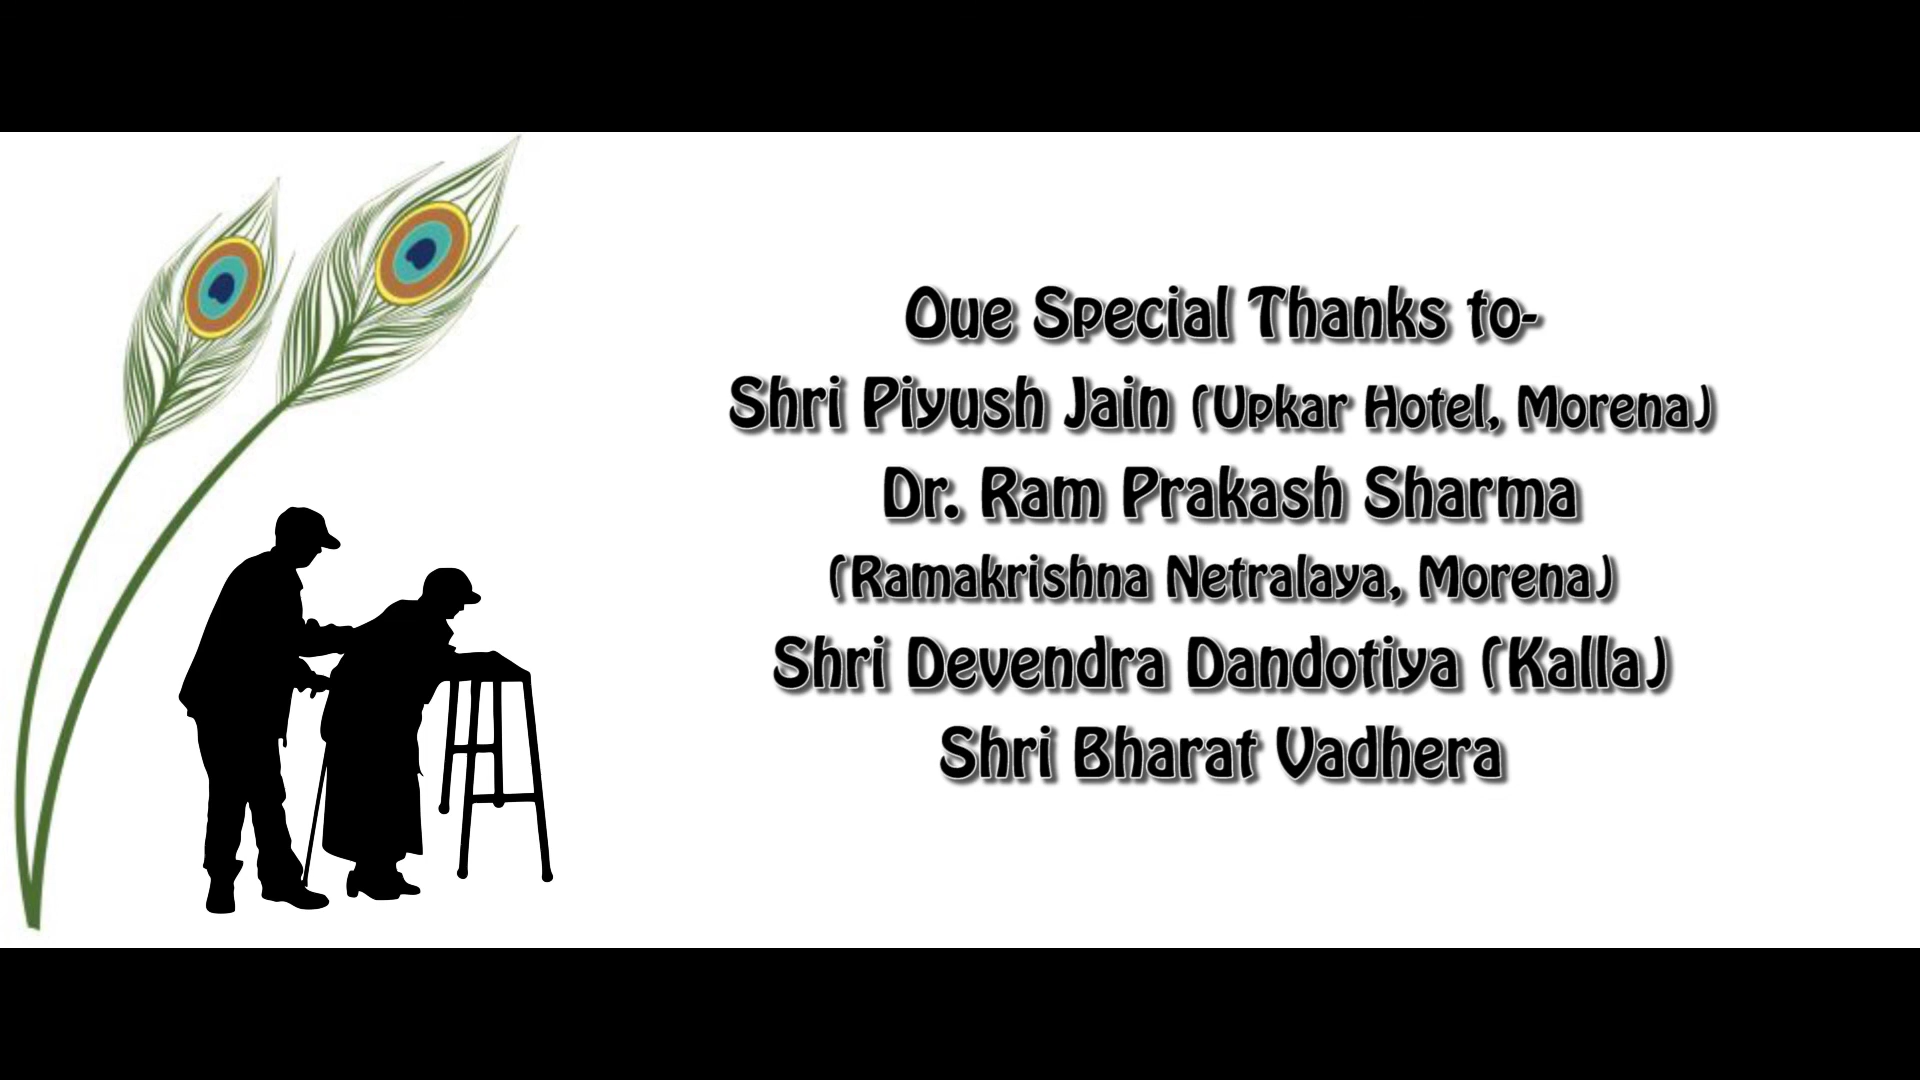 Oue Special Thanks to-
Shri Piyush Jain (Upkar Hotel, Morena)
Dr. Ram Prakash Sharma
(Ramakrishna Netralaya, Morena)
Shri Devendra Dandotiya (Kalla)
Shri Bharat Vadhera